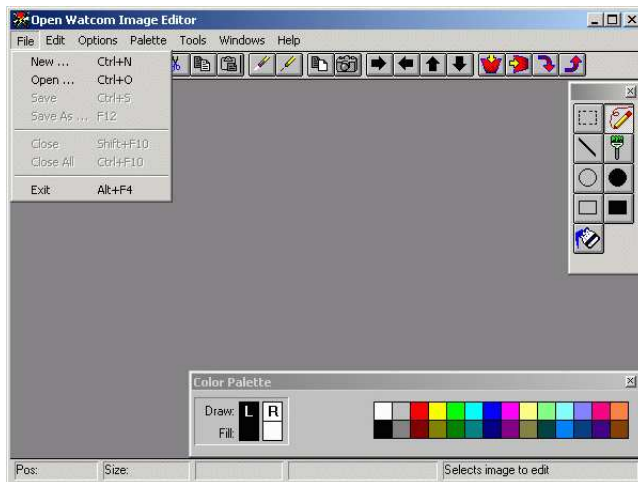 Open Watcom Image Editor
File Edit Options Palette Tools Windows Help
New ... Ctrl+N
Open ... Ctrl+O
Save Ctrl+S
Save As ... F12
Close Shift+F10
Close All Ctrl+F10
Exit Alt+F4
Color Palette
Draw: L R
Fill:
Pos: Size: Selects image to edit